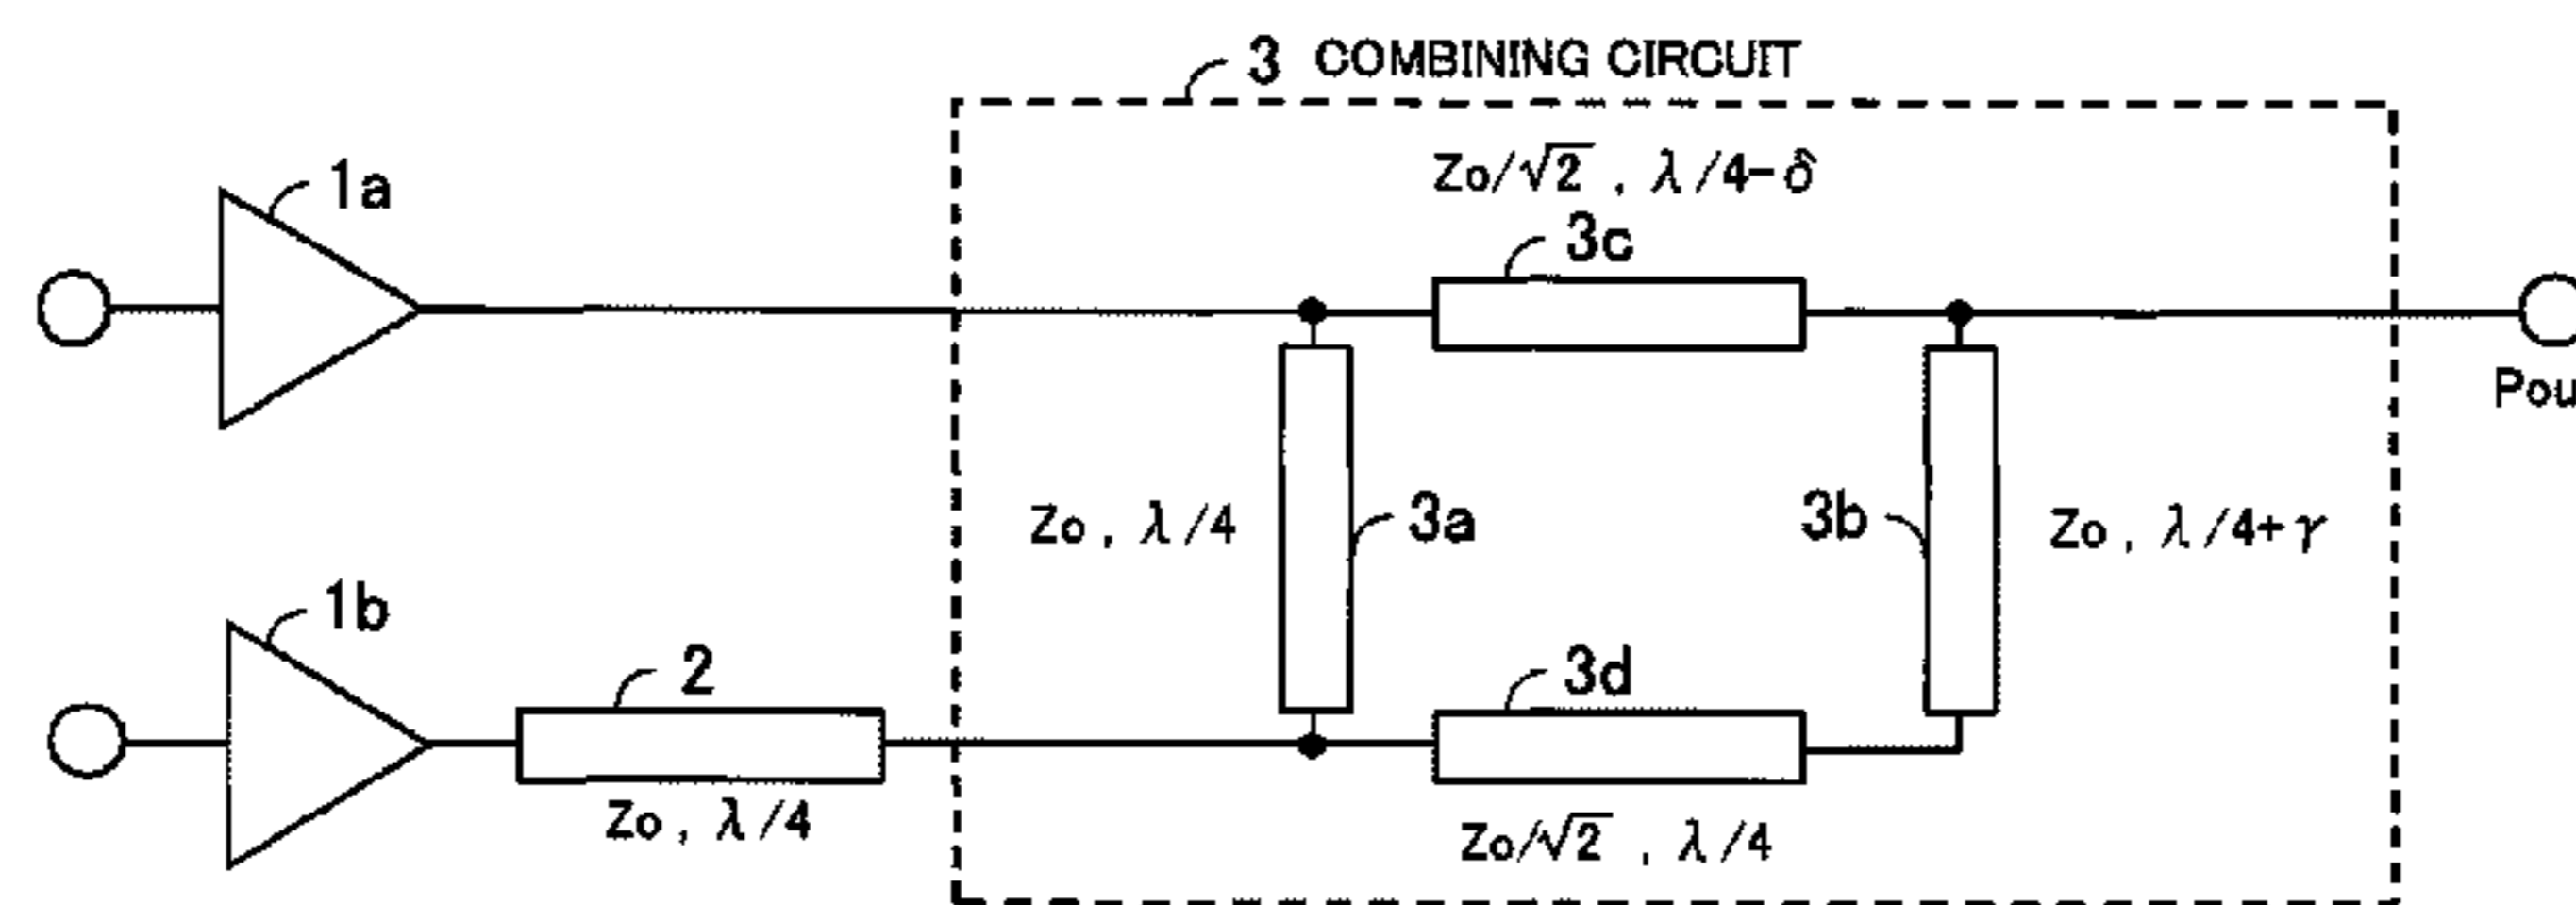 3 COMBINING CIRCUIT
Zo/√2 , λ/4-δ
1a
3c
Pou
Zo , λ/4
3a
3b
Zo , λ/4+γ
1b
2
3d
Zo , λ/4
Zo/√2 , λ/4